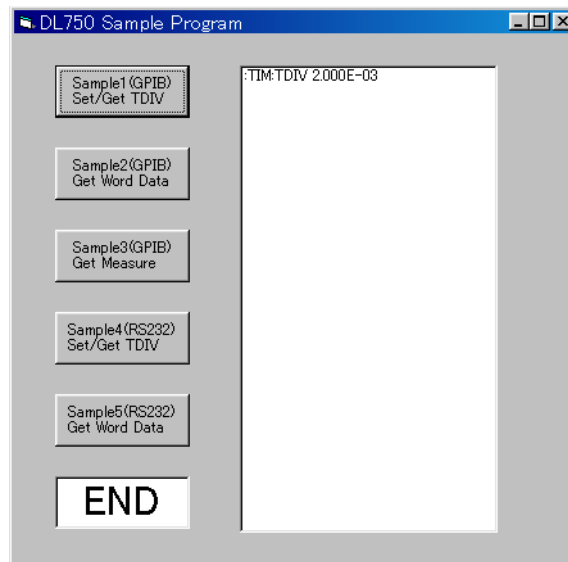 DL750 Sample Program
Sample1(GPIB)
Set/Get TDIV
Sample2(GPIB)
Get Word Data
Sample3(GPIB)
Get Measure
Sample4(RS232)
Set/Get TDIV
Sample5(RS232)
Get Word Data
END
:TIM:TDIV 2.000E-03